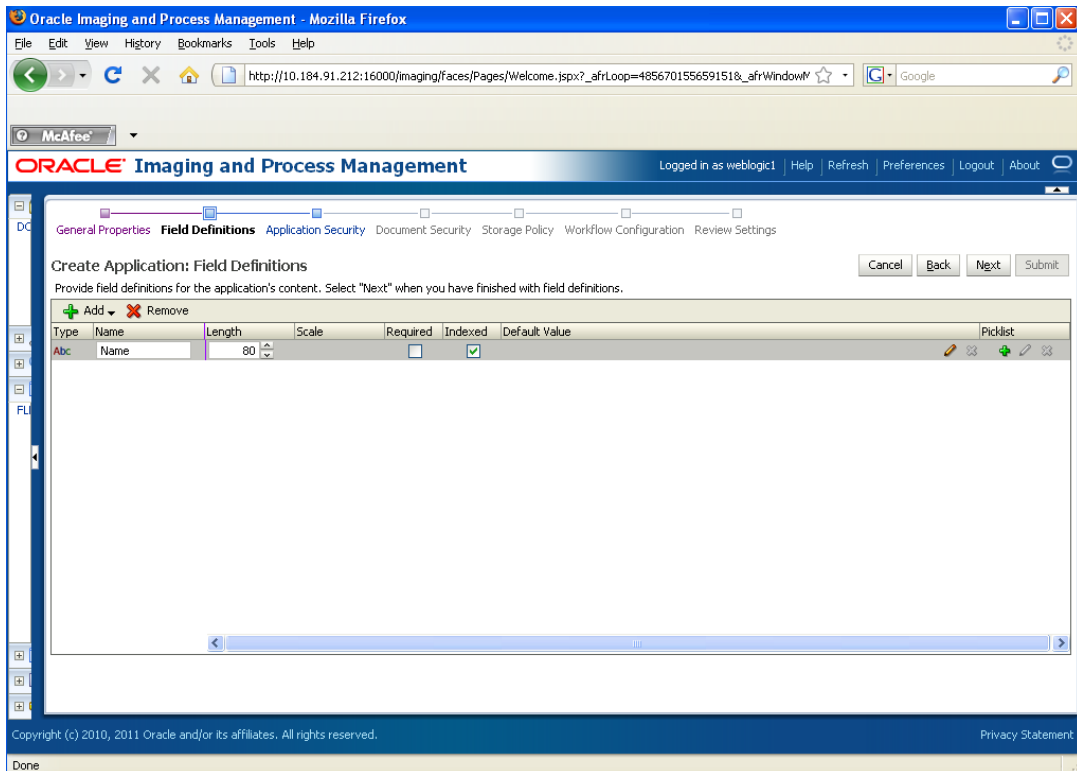 Oracle Imaging and Process Management - Mozilla Firefox
File Edit View History Bookmarks Tools Help
http://10.184.91.212:16000/imaging/faces/Pages/Welcome.jspx?_afrLoop=485670155659151&_afrWindowM
G Google
McAfee
ORACLE Imaging and Process Management
Logged in as weblogic1 | Help | Refresh | Preferences | Logout | About
DC
General Properties Field Definitions Application Security Document Security Storage Policy Workflow Configuration Review Settings
Create Application: Field Definitions
Cancel Back Next Submit
Provide field definitions for the application's content. Select "Next" when you have finished with field definitions.
Add Remove
Type Name Length Scale Required Indexed Default Value Picklist
Abc Name 80
FLI
Copyright (c) 2010, 2011 Oracle and/or its affiliates. All rights reserved.
Privacy Statement
Done